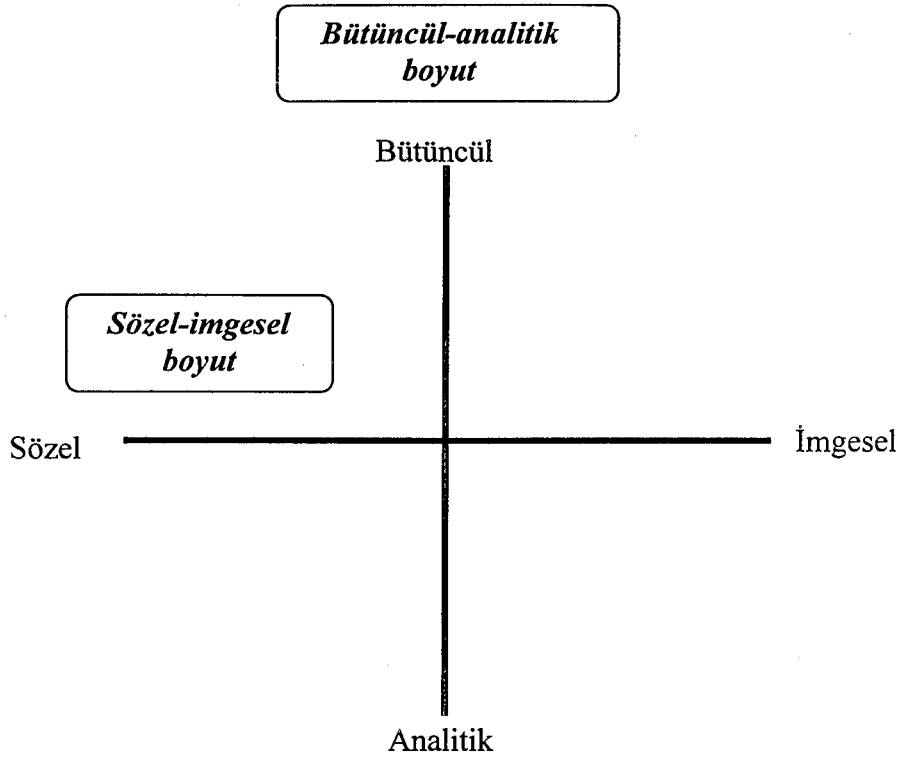 Bütüncül-analitik
boyut
Bütüncül
Sözel-imgesel
boyut
Sözel
İmgesel
Analitik